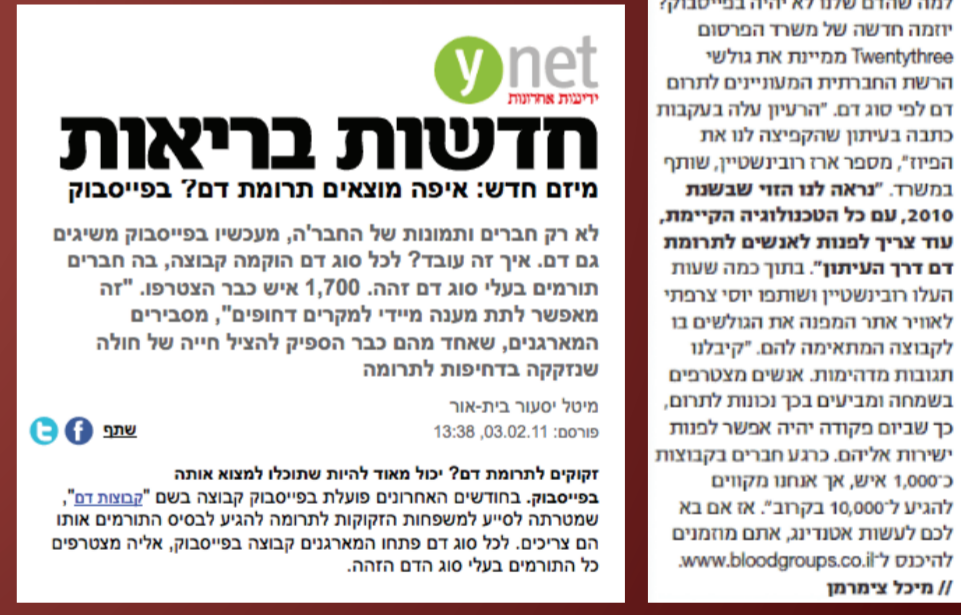 ynet
ידיעות אחרונות
חדשות בריאות
מיזם חדש: איפה מוצאים תרומת דם? בפייסבוק
לא רק חברים ותמונות של החבר'ה, מעכשיו בפייסבוק משיגים
גם דם. איך זה עובד? לכל סוג דם הוקמה קבוצה, בה חברים
תורמים בעלי סוג דם זהה. 1,700 איש כבר הצטרפו. "זה
מאפשר לתת מענה מיידי למקרים דחופים", מסבירים
המארגנים, שאחד מהם כבר הספיק להציל חייה של חולה
שנזקקה בדחיפות לתרומה
מיטל יסעור בית-אור
פורסם: 03.02.11, 13:38
שתף
זקוקים לתרומת דם? יכול מאוד להיות שתוכלו למצוא אותה
בפייסבוק. בחודשים האחרונים פועלת בפייסבוק קבוצה בשם "קבוצות דם",
שמטרתה לסייע למשפחות הזקוקות לתרומה להגיע לבסיס התורמים אותו
הם צריכים. לכל סוג דם פתחו המארגנים קבוצה בפייסבוק, אליה מצטרפים
כל התורמים בעלי סוג הדם הזהה.
למה שהדם שלנו לא יהיה בפייסבוק?
יוזמה חדשה של משרד הפרסום
Twentythree ממיינת את גולשי
הרשת החברתית המעוניינים לתרום
דם לפי סוג דם. "הרעיון עלה בעקבות
כתבה בעיתון שהקפיצה לנו את
הפיוז", מספר ארז רובינשטיין, שותף
במשרד. "נראה לנו הזוי שבשנת
2010, עם כל הטכנולוגיה הקיימת,
עוד צריך לפנות לאנשים לתרומת
דם דרך העיתון". בתוך כמה שעות
העלו רובינשטיין ושותפו יוסי צרפתי
לאוויר אתר המפנה את הגולשים בו
לקבוצה המתאימה להם. "קיבלנו
תגובות מדהימות. אנשים מצטרפים
בשמחה ומביעים בכך נכונות לתרום,
כך שביום פקודה יהיה אפשר לפנות
ישירות אליהם. כרגע חברים בקבוצות
כ־1,000 איש, אך אנחנו מקווים
להגיע ל־10,000 בקרוב". אז אם בא
לכם לעשות אטנדינג, אתם מוזמנים
להיכנס ל־www.bloodgroups.co.il.
// מיכל צימרמן